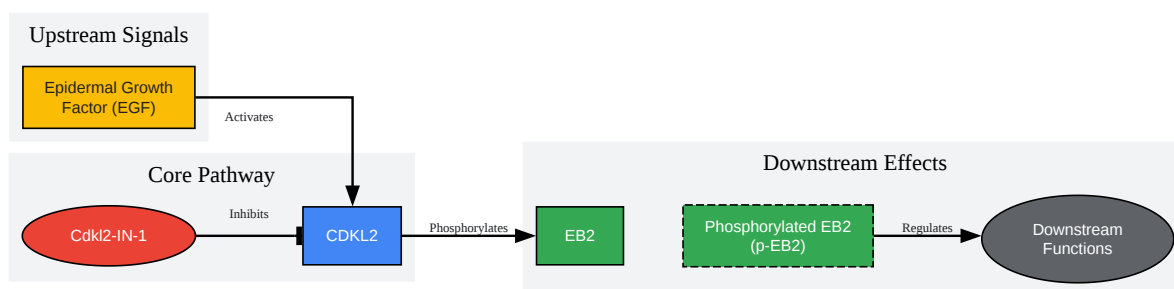 Upstream Signals
Epidermal Growth
Factor (EGF)
Activates
Core Pathway
Cdkl2-IN-1
Inhibits
CDKL2
Phosphorylates
Downstream Effects
EB2
Phosphorylated EB2
(p-EB2)
Regulates
Downstream
Functions